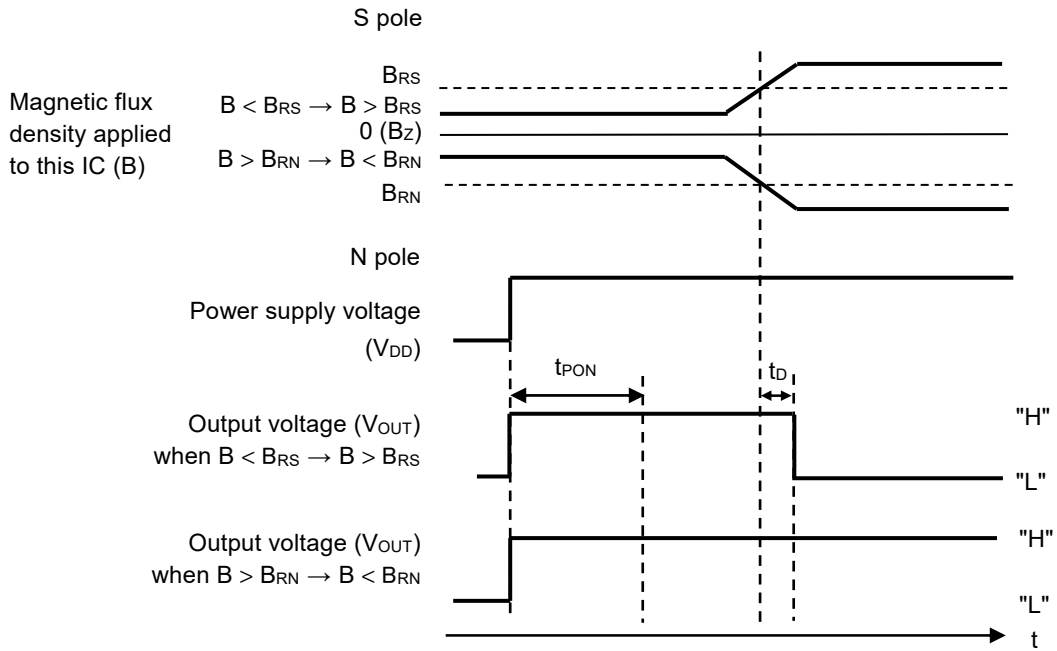 S pole
BRS
Magnetic flux
density applied
to this IC (B)
B < BRS → B > BRS
0 (BZ)
B > BRN → B < BRN
BRN
N pole
Power supply voltage
(VDD)
tPON
tD
Output voltage (VOUT)
when B < BRS → B > BRS
"H"
"L"
Output voltage (VOUT)
when B > BRN → B < BRN
"H"
"L"
t